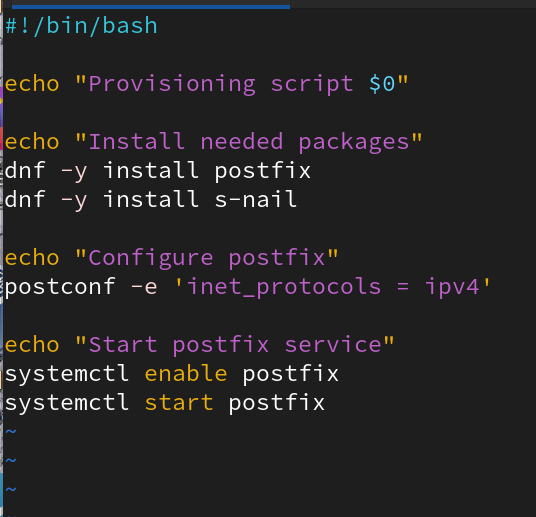 #!/bin/bash
echo "Provisioning script $0"
echo "Install needed packages"
dnf -y install postfix
dnf -y install s-nail
echo "Configure postfix"
postconf -e 'inet_protocols = ipv4'
echo "Start postfix service"
systemctl enable postfix
systemctl start postfix
~
~
~